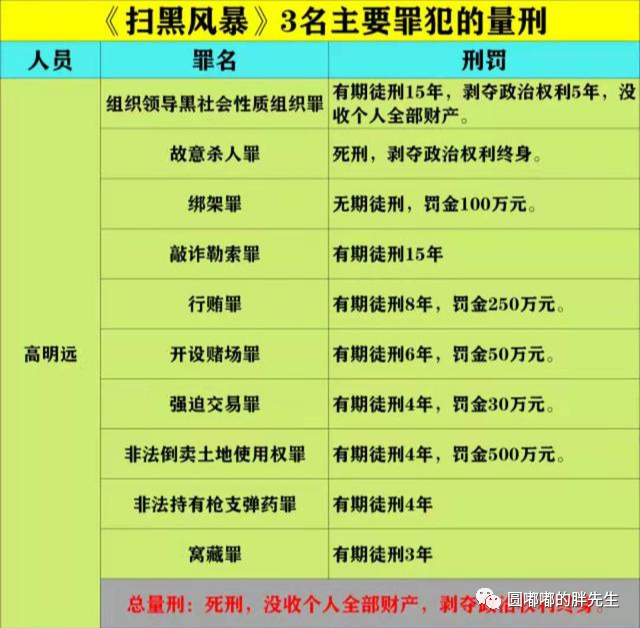 《扫黑风暴》3名主要罪犯的量刑
人员 罪名 刑罚
高明远
组织领导黑社会性质组织罪 有期徒刑15年，剥夺政治权利5年，没
收个人全部财产。
故意杀人罪 死刑，剥夺政治权利终身。
绑架罪 无期徒刑，罚金100万元。
敲诈勒索罪 有期徒刑15年
行贿罪 有期徒刑8年，罚金250万元。
开设赌场罪 有期徒刑6年，罚金50万元。
强迫交易罪 有期徒刑4年，罚金30万元。
非法倒卖土地使用权罪 有期徒刑4年，罚金500万元。
非法持有枪支弹药罪 有期徒刑4年
窝藏罪 有期徒刑3年
总量刑：死刑，没收个人全部财产，剥夺政治权利终身。
圆嘟嘟的胖先生